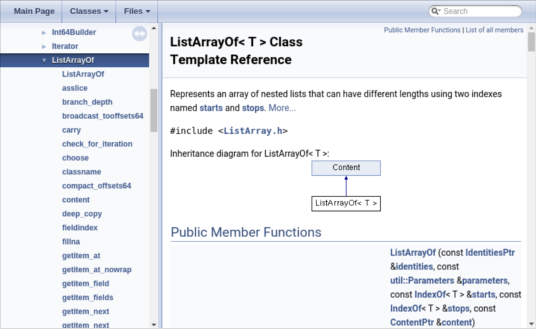 Main Page
Classes
Files
Search
Int64Builder
Iterator
ListArrayOf
ListArrayOf
asslice
branch_depth
broadcast_tooffsets64
carry
check_for_iteration
choose
classname
compact_offsets64
content
deep_copy
fieldindex
fillna
getitem_at
getitem_at_nowrap
getitem_field
getitem_fields
getitem_next
getitem_next
Public Member Functions | List of all members
ListArrayOf< T > Class
Template Reference
Represents an array of nested lists that can have different lengths using two indexes
named starts and stops. More...
#include <ListArray.h>
Inheritance diagram for ListArrayOf< T >:
Content
ListArrayOf< T >
Public Member Functions
ListArrayOf (const IdentitiesPtr
&identities, const
util::Parameters &parameters,
const IndexOf< T > &starts, const
IndexOf< T > &stops, const
ContentPtr &content)